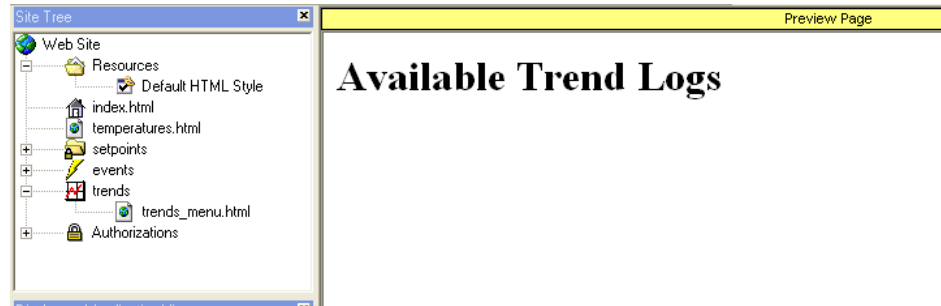 Site Tree
Preview Page
Web Site
Resources
Default HTML Style
index.html
temperatures.html
setpoints
events
trends
trends_menu.html
Authorizations
Available Trend Logs